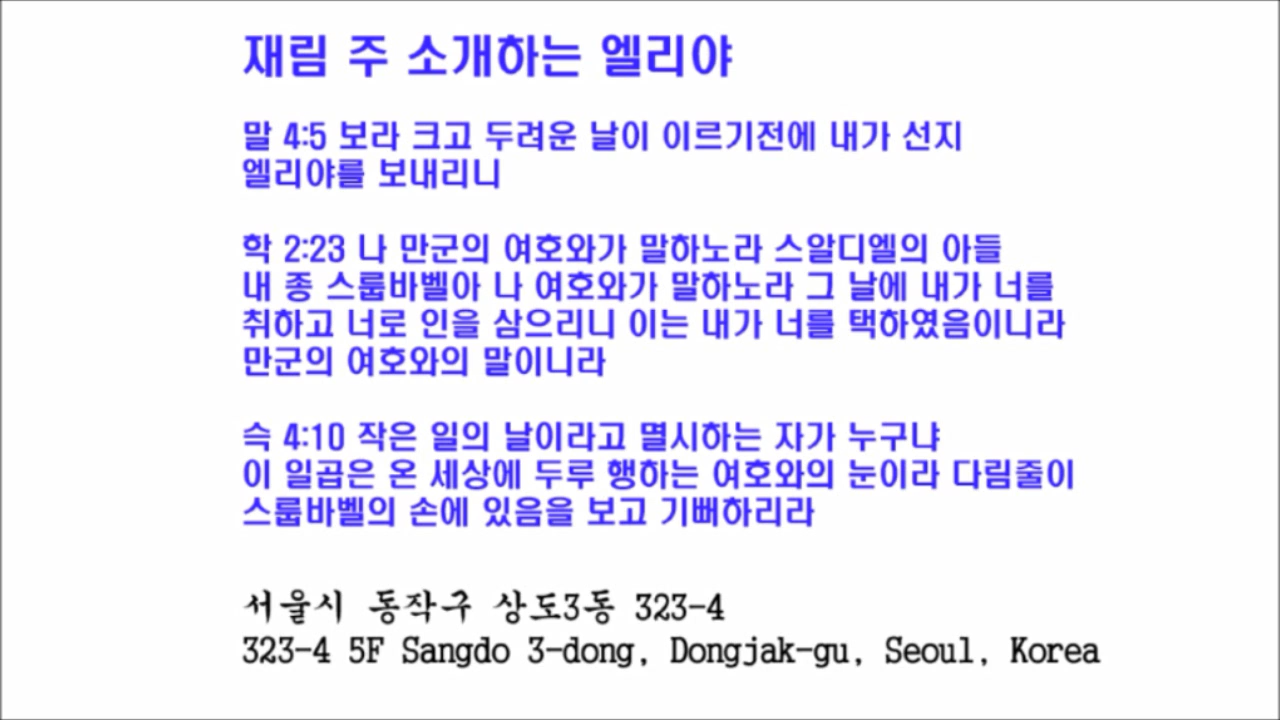 재림 주 소개하는 엘리야
말 4:5 보라 크고 두려운 날이 이르기전에 내가 선지
엘리야를 보내리니
학 2:23 나 만군의 여호와가 말하노라 스알디엘의 아들
내 종 스룹바벨아 나 여호와가 말하노라 그 날에 내가 너를
취하고 너로 인을 삼으리니 이는 내가 너를 택하였음이니라
만군의 여호와의 말이니라
슥 4:10 작은 일의 날이라고 멸시하는 자가 누구냐
이 일곱은 온 세상에 두루 행하는 여호와의 눈이라 다림줄이
스룹바벨의 손에 있음을 보고 기뻐하리라
서울시 동작구 상도3동 323-4
323-4 5F Sangdo 3-dong, Dongjak-gu, Seoul, Korea